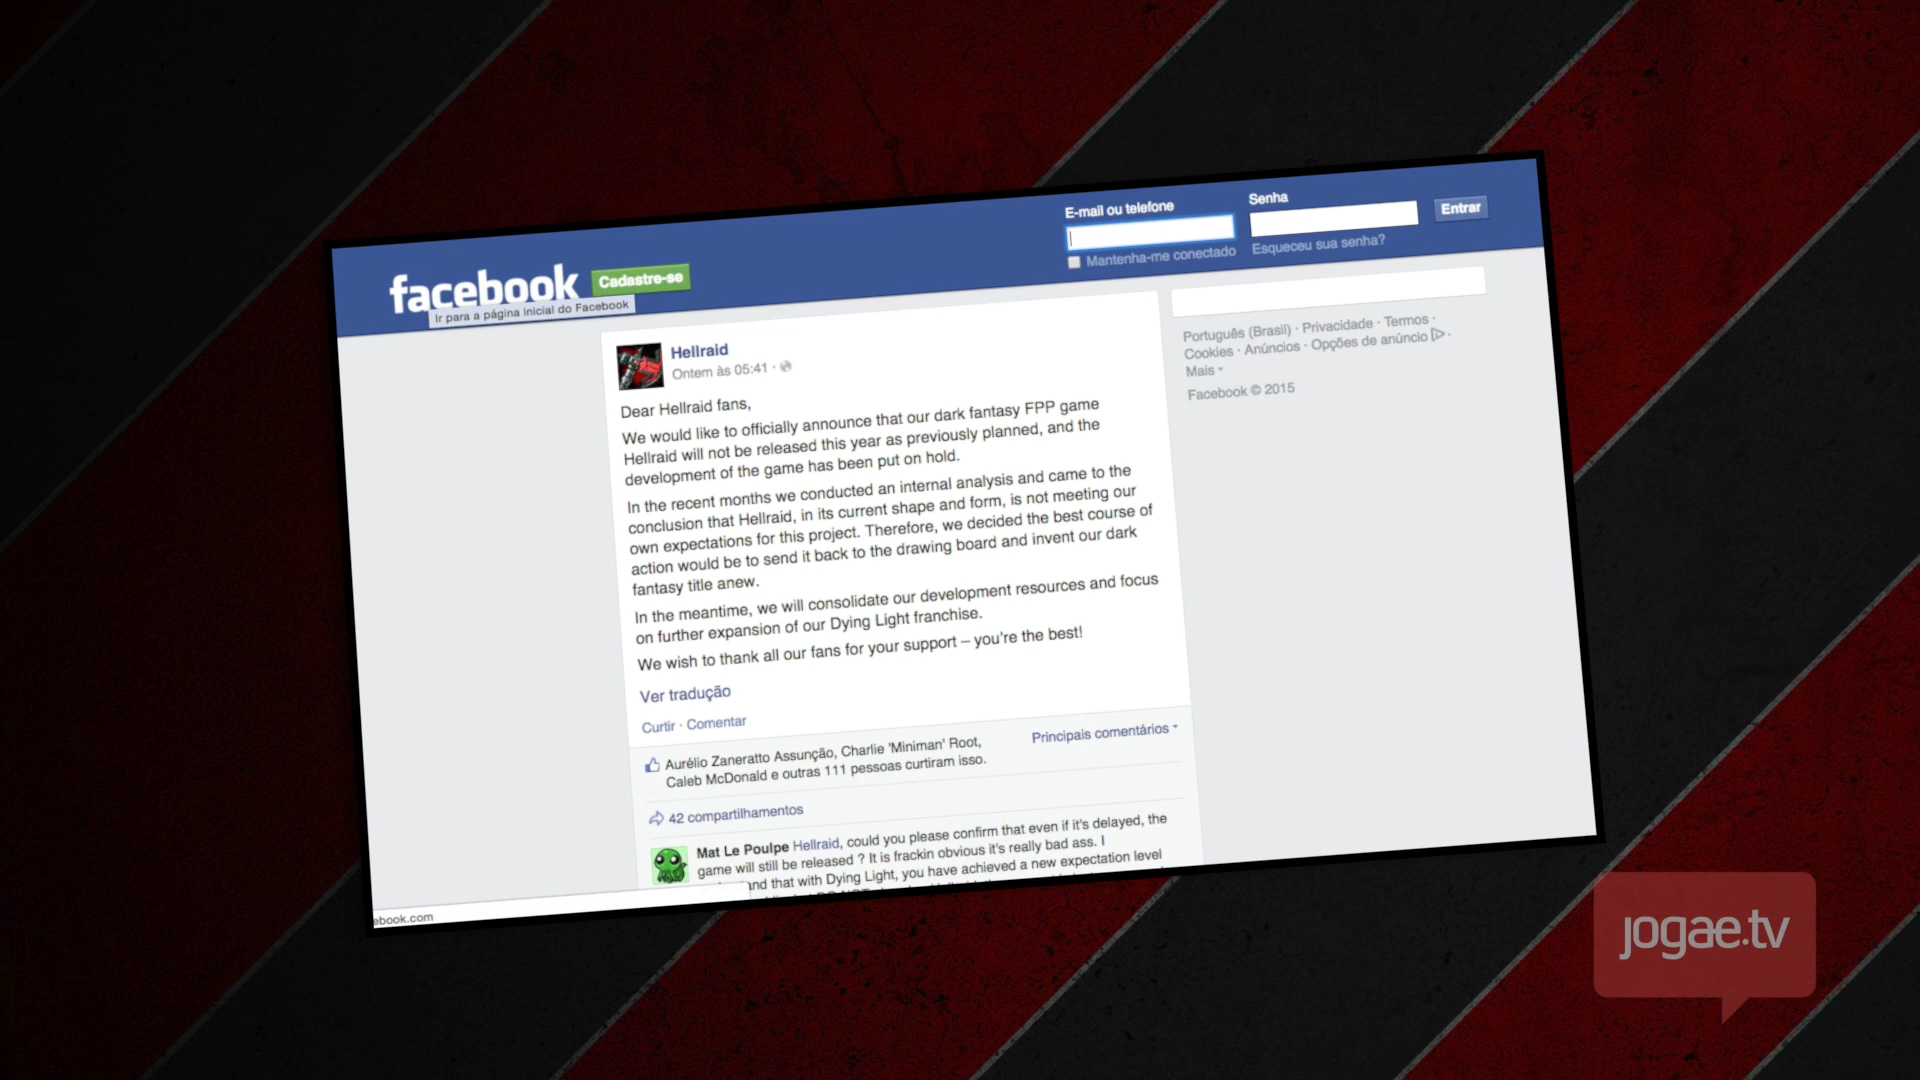 E-mail ou telefone
Senha
Entrar
facebook
Cadastre-se
Mantenha-me conectado
Esqueceu sua senha?
Ir para a página inicial do Facebook
Hellraid
Ontem às 05:41 ·
Dear Hellraid fans,
We would like to officially announce that our dark fantasy FPP game
Hellraid will not be released this year as previously planned, and the
development of the game has been put on hold.
In the recent months we conducted an internal analysis and came to the
conclusion that Hellraid, in its current shape and form, is not meeting our
own expectations for this project. Therefore, we decided the best course of
action would be to send it back to the drawing board and invent our dark
fantasy title anew.
In the meantime, we will consolidate our development resources and focus
on further expansion of our Dying Light franchise.
We wish to thank all our fans for your support – you're the best!
Ver tradução
Curtir · Comentar
Aurélio Zaneratto Assunção, Charlie 'Miniman' Root,
Caleb McDonald e outras 111 pessoas curtiram isso.
Principais comentários
42 compartilhamentos
Mat Le Poulpe Hellraid, could you please confirm that even if it's delayed, the
game will still be released ? It is frackin obvious it's really bad ass. I
and that with Dying Light, you have achieved a new expectation level
Português (Brasil) · Privacidade · Termos ·
Cookies · Anúncios · Opções de anúncio ·
Mais
Facebook © 2015
ebook.com
jogae.tv